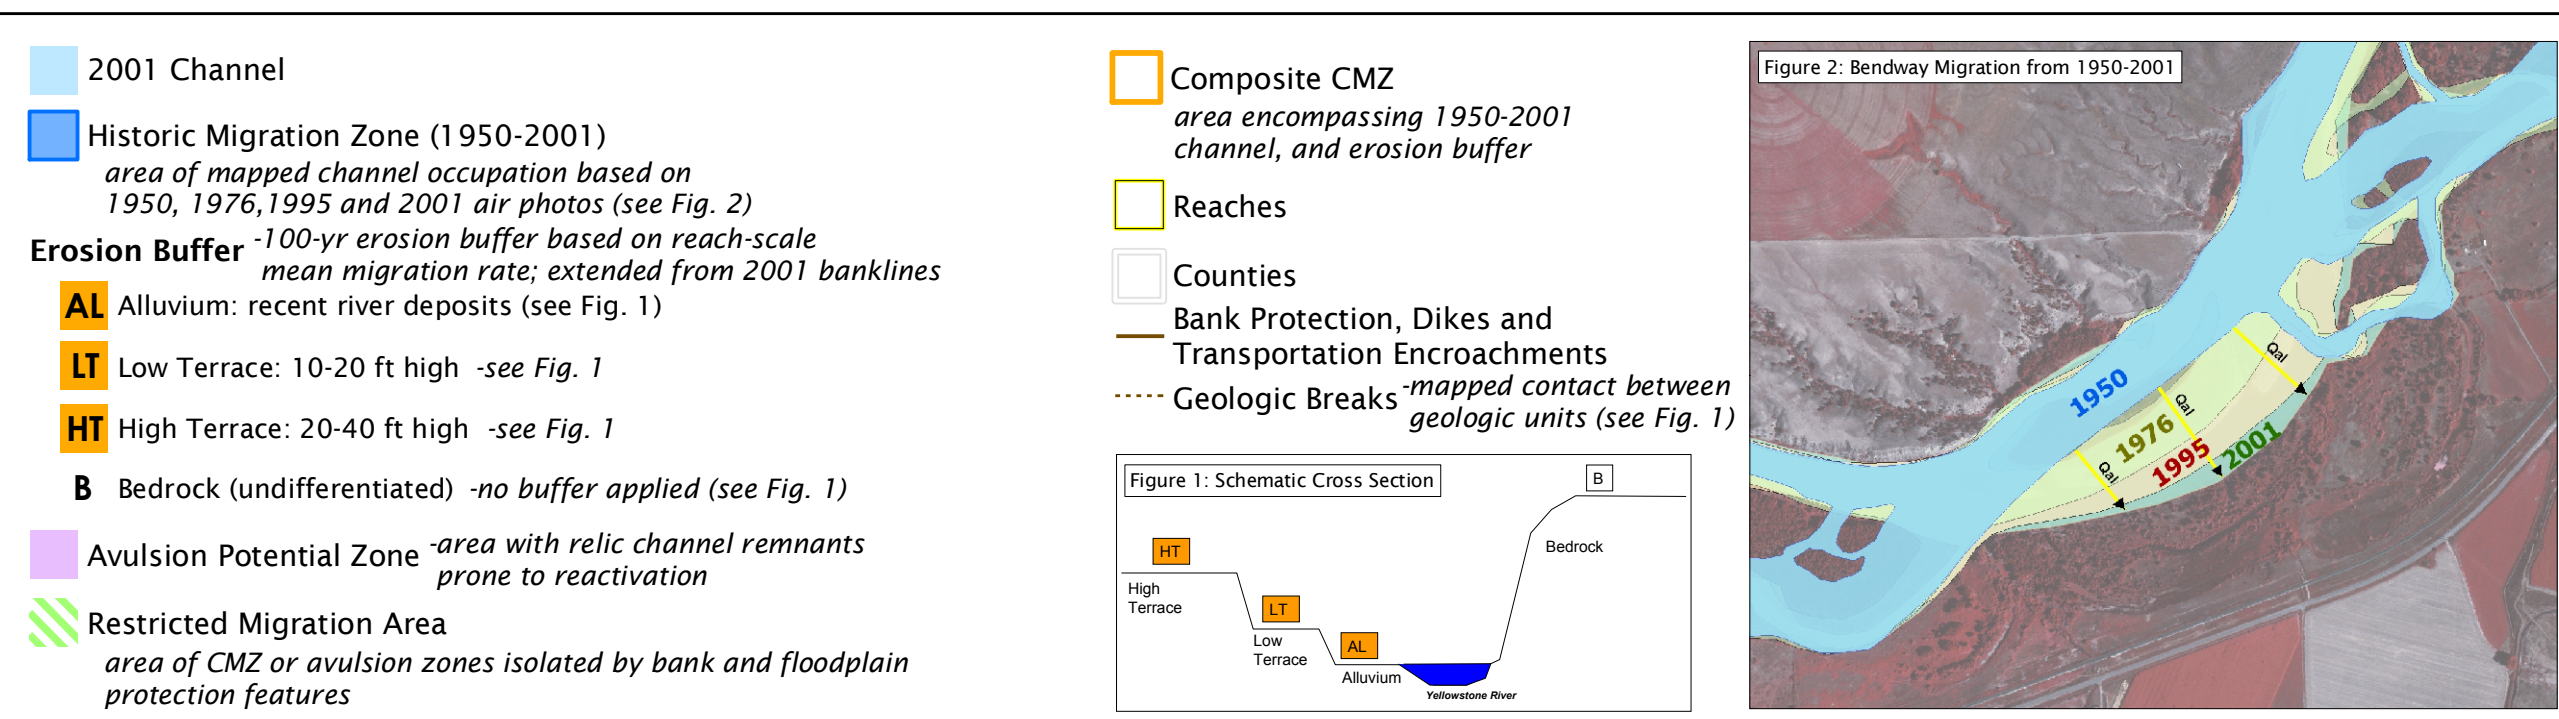 2001 Channel
Historic Migration Zone (1950-2001)
area of mapped channel occupation based on
1950, 1976,1995 and 2001 air photos (see Fig. 2)
Erosion Buffer -100-yr erosion buffer based on reach-scale
mean migration rate; extended from 2001 banklines
AL Alluvium: recent river deposits (see Fig. 1)
LT Low Terrace: 10-20 ft high -see Fig. 1
HT High Terrace: 20-40 ft high -see Fig. 1
B Bedrock (undifferentiated) -no buffer applied (see Fig. 1)
Avulsion Potential Zone -area with relic channel remnants
prone to reactivation
Restricted Migration Area
area of CMZ or avulsion zones isolated by bank and floodplain
protection features
Composite CMZ
area encompassing 1950-2001
channel, and erosion buffer
Reaches
Counties
Bank Protection, Dikes and
Transportation Encroachments
Geologic Breaks -mapped contact between
geologic units (see Fig. 1)
Figure 1: Schematic Cross Section
B
Bedrock
HT
High
Terrace
LT
Low
Terrace
AL
Alluvium
Yellowstone River
Figure 2: Bendway Migration from 1950-2001
Qal
1950
Qal
1976
1995
2001
Qal